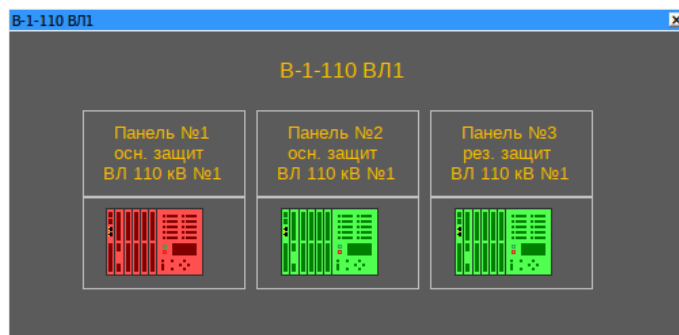 В-1-110 ВЛ1
В-1-110 ВЛ1
Панель №1
осн. защит
ВЛ 110 кВ №1
Панель №2
осн. защит
ВЛ 110 кВ №1
Панель №3
рез. защит
ВЛ 110 кВ №1